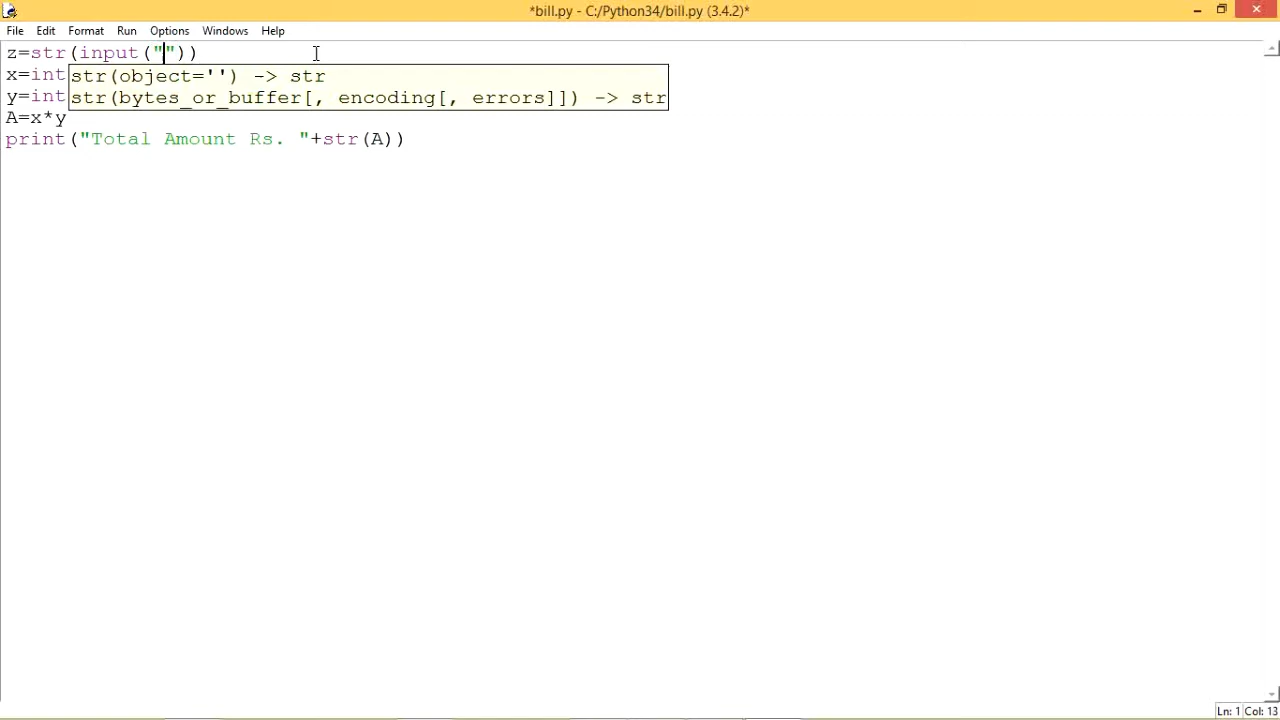 *bill.py - C:/Python34/bill.py (3.4.2)*
File Edit Format Run Options Windows Help
z=str(input(""))
x=int
str(object='') -> str
y=int
str(bytes_or_buffer[, encoding[, errors]]) -> str
A=x*y
print("Total Amount Rs. "+str(A))
Ln: 1 Col: 13